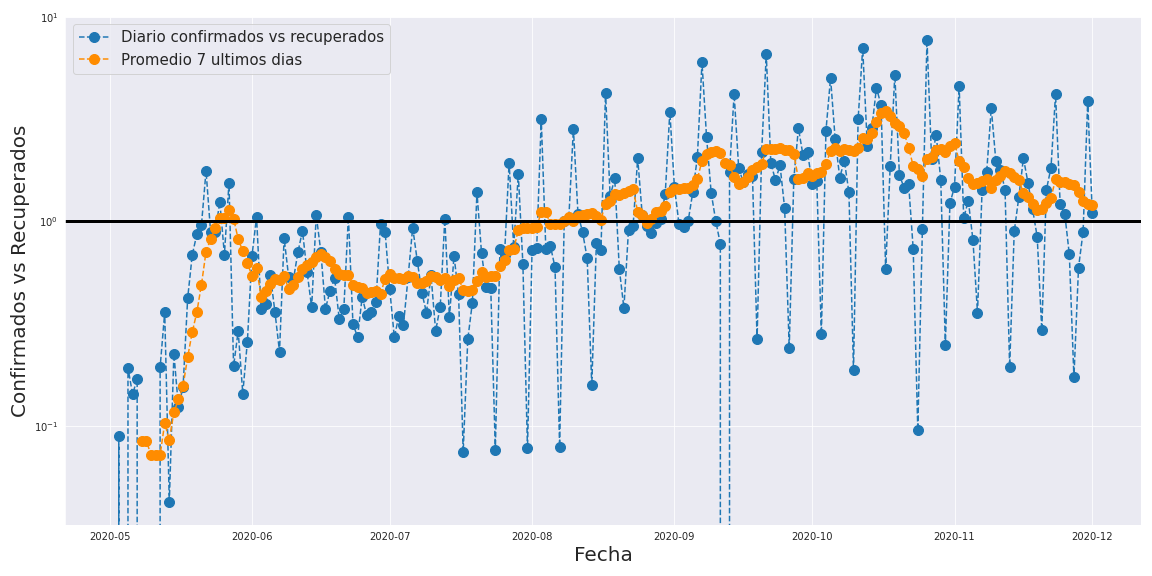 10¹
Diario confirmados vs recuperados
Promedio 7 ultimos dias
Confirmados vs Recuperados
10⁰
10⁻¹
2020-05 2020-06 2020-07 2020-08 2020-09 2020-10 2020-11 2020-12
Fecha